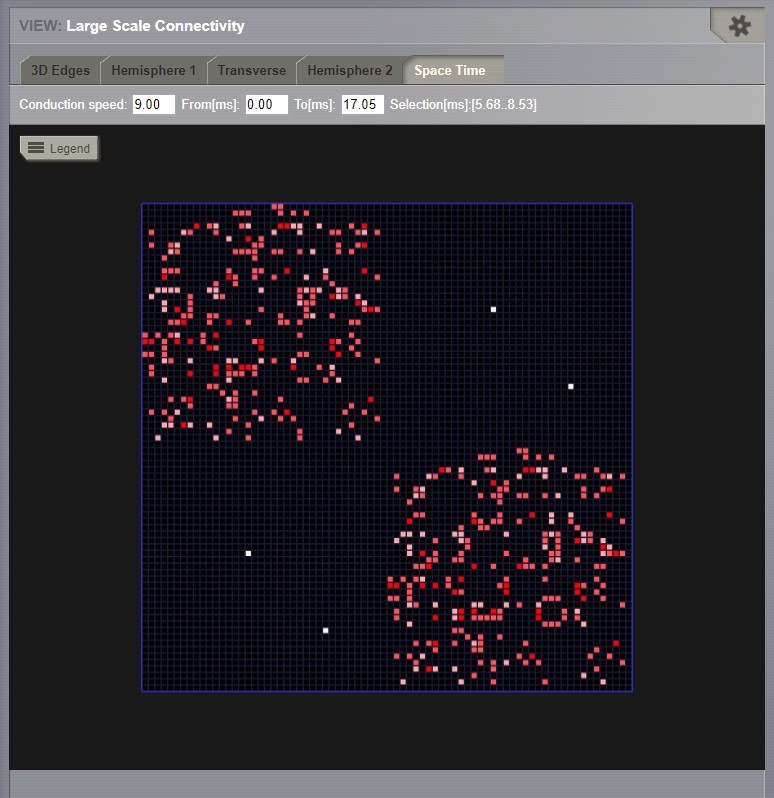 VIEW: Large Scale Connectivity
3D Edges Hemisphere 1 Transverse Hemisphere 2 Space Time
Conduction speed: 9.00 From[ms]: 0.00 To[ms]: 17.05 Selection[ms]:[5.68..8.53]
Legend